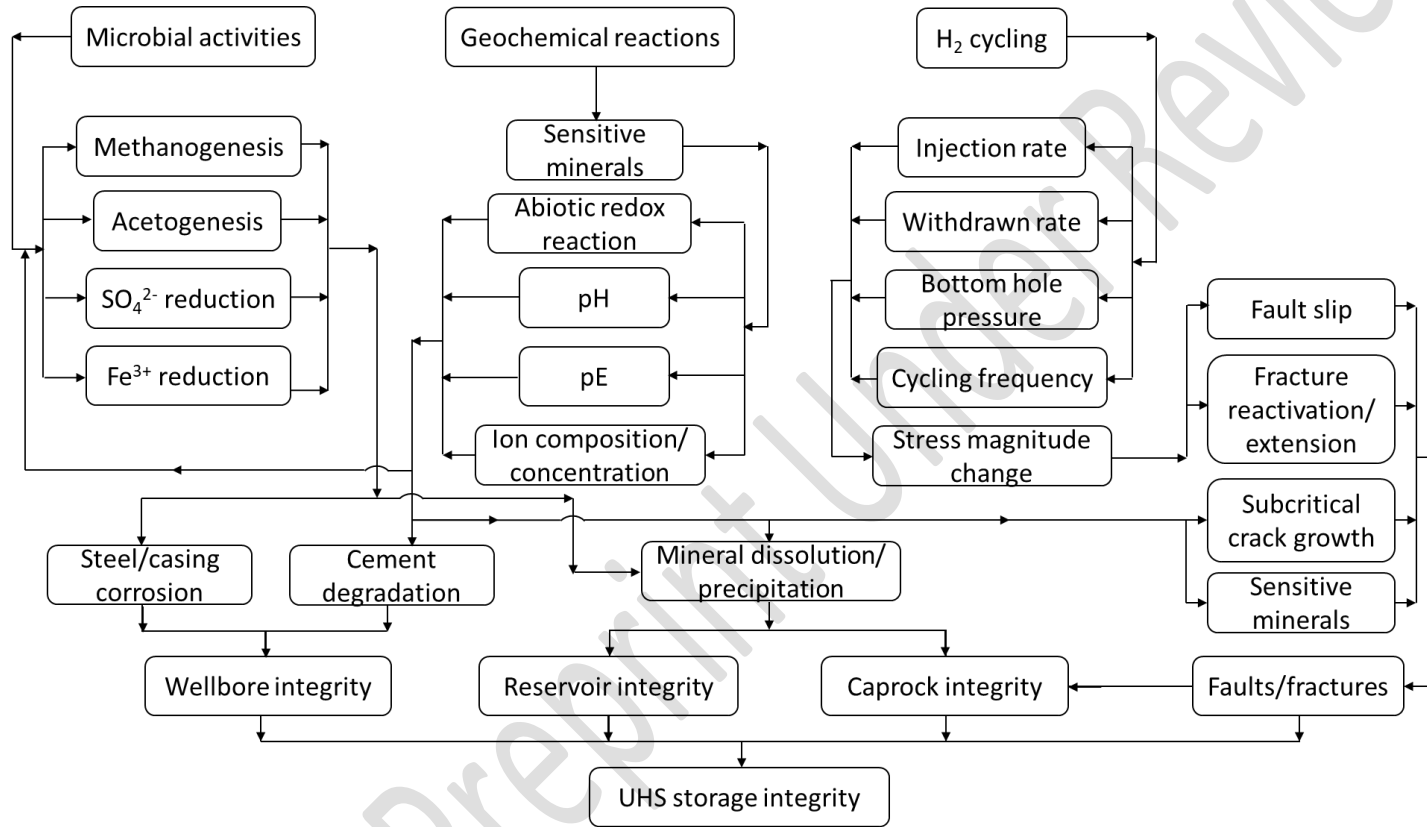 Microbial activities
Geochemical reactions
H₂ cycling
Methanogenesis
Acetogenesis
SO₄²⁻ reduction
Fe³⁺ reduction
Sensitive
minerals
Abiotic redox
reaction
pH
pE
Ion composition/
concentration
Injection rate
Withdrawn rate
Bottom hole
pressure
Cycling frequency
Stress magnitude
change
Fault slip
Fracture
reactivation/
extension
Subcritical
crack growth
Sensitive
minerals
Steel/casing
corrosion
Cement
degradation
Mineral dissolution/
precipitation
Wellbore integrity
Reservoir integrity
Caprock integrity
Faults/fractures
UHS storage integrity
Preprint Under Review